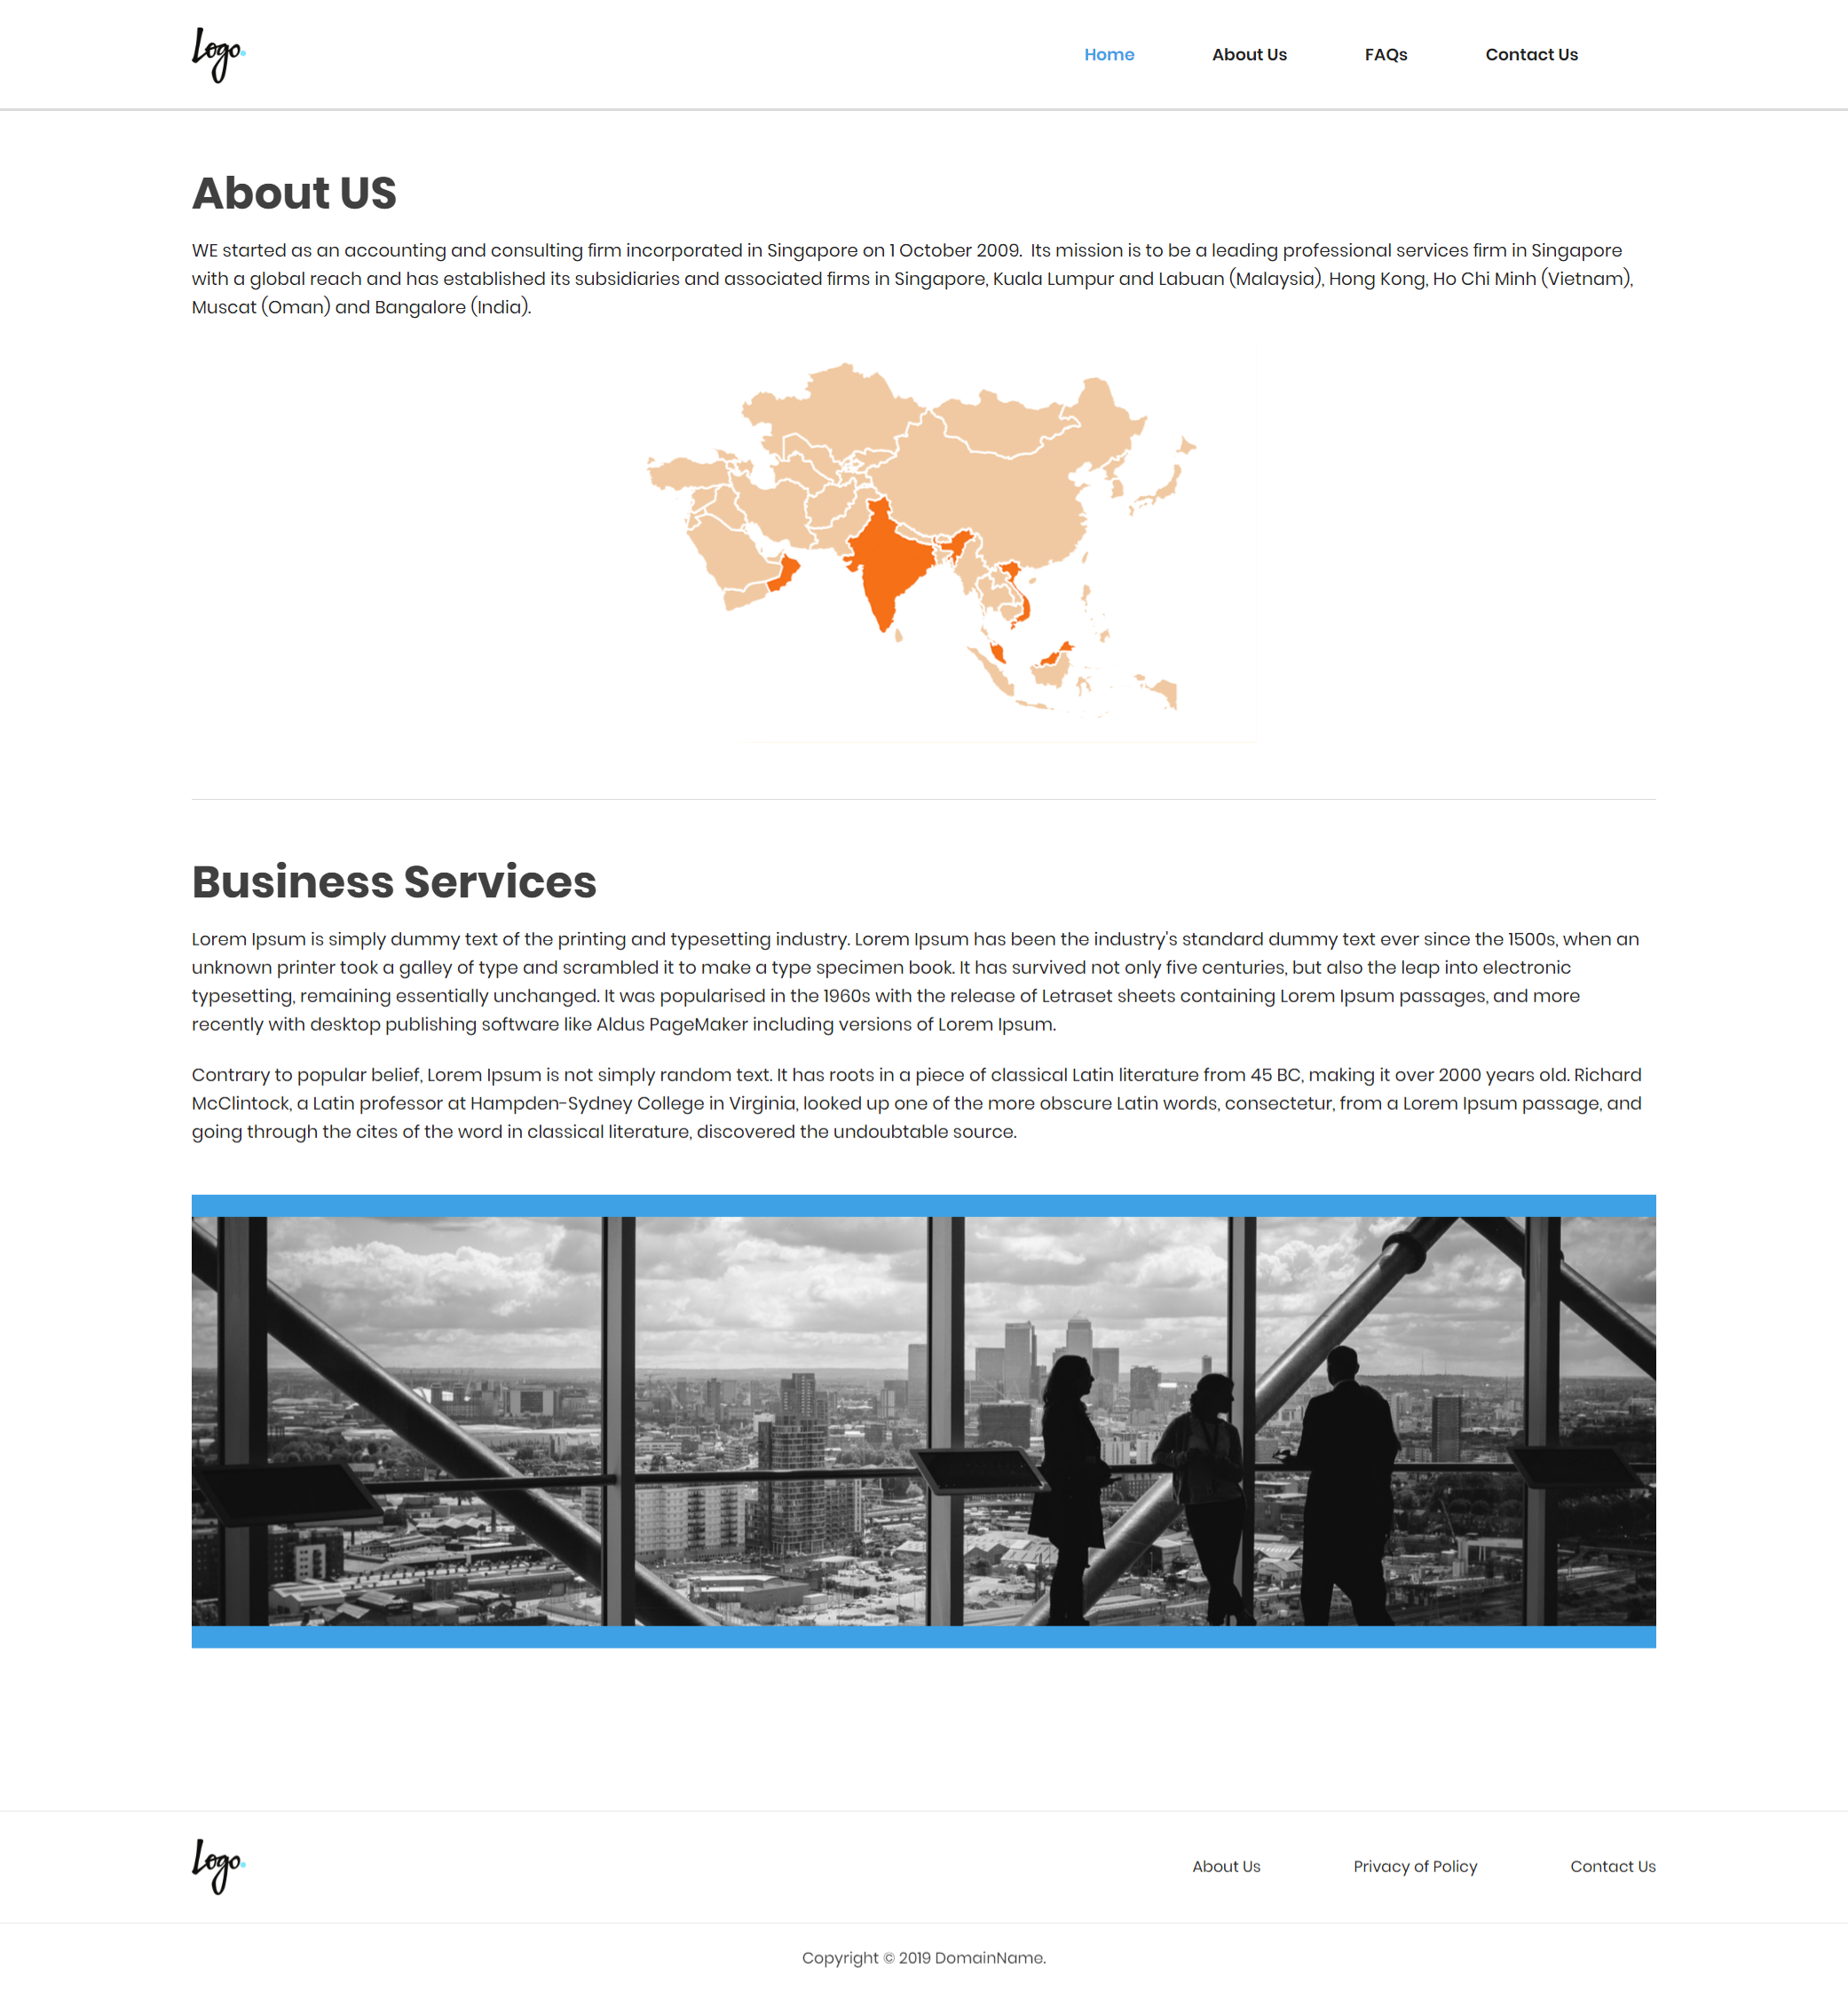 Logo.
Home About Us FAQs Contact Us
About US
WE started as an accounting and consulting firm incorporated in Singapore on 1 October 2009.  Its mission is to be a leading professional services firm in Singapore
with a global reach and has established its subsidiaries and associated firms in Singapore, Kuala Lumpur and Labuan (Malaysia), Hong Kong, Ho Chi Minh (Vietnam),
Muscat (Oman) and Bangalore (India).
Business Services
Lorem Ipsum is simply dummy text of the printing and typesetting industry. Lorem Ipsum has been the industry's standard dummy text ever since the 1500s, when an
unknown printer took a galley of type and scrambled it to make a type specimen book. It has survived not only five centuries, but also the leap into electronic
typesetting, remaining essentially unchanged. It was popularised in the 1960s with the release of Letraset sheets containing Lorem Ipsum passages, and more
recently with desktop publishing software like Aldus PageMaker including versions of Lorem Ipsum.
Contrary to popular belief, Lorem Ipsum is not simply random text. It has roots in a piece of classical Latin literature from 45 BC, making it over 2000 years old. Richard
McClintock, a Latin professor at Hampden-Sydney College in Virginia, looked up one of the more obscure Latin words, consectetur, from a Lorem Ipsum passage, and
going through the cites of the word in classical literature, discovered the undoubtable source.
Logo.
About Us Privacy of Policy Contact Us
Copyright © 2019 DomainName.